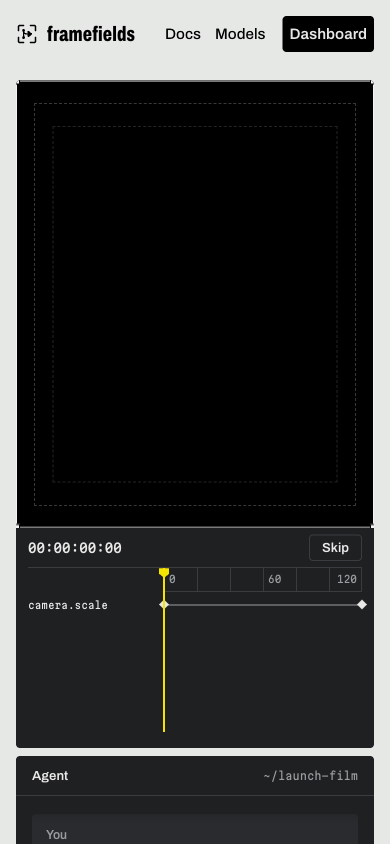 framefields Docs Models Dashboard
00:00:00:00 Skip
0 60 120
camera.scale
Agent ~/launch-film
You